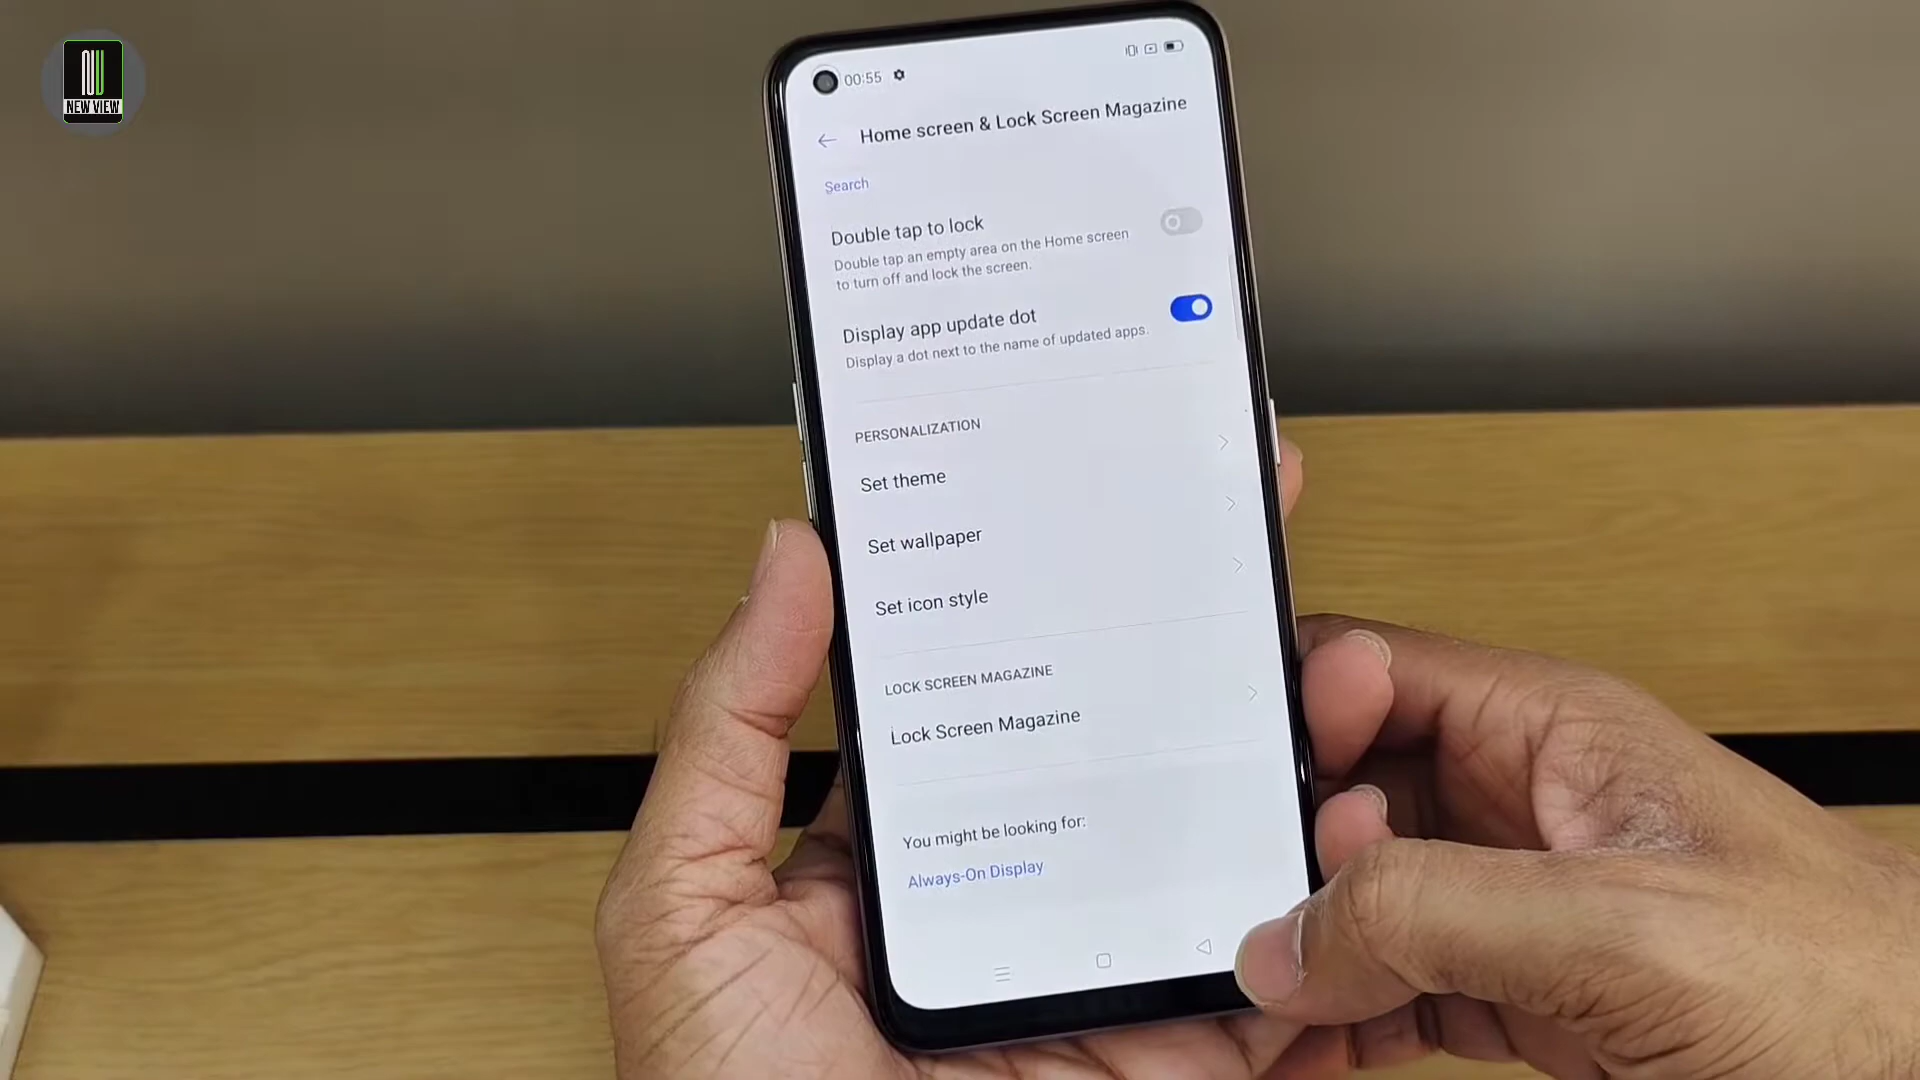 NEW VIEW
00:55
Home screen & Lock Screen Magazine
Search
Double tap to lock
Double tap an empty area on the Home screen
to turn off and lock the screen.
Display app update dot
Display a dot next to the name of updated apps.
PERSONALIZATION
Set theme
Set wallpaper
Set icon style
LOCK SCREEN MAGAZINE
Lock Screen Magazine
You might be looking for:
Always-On Display